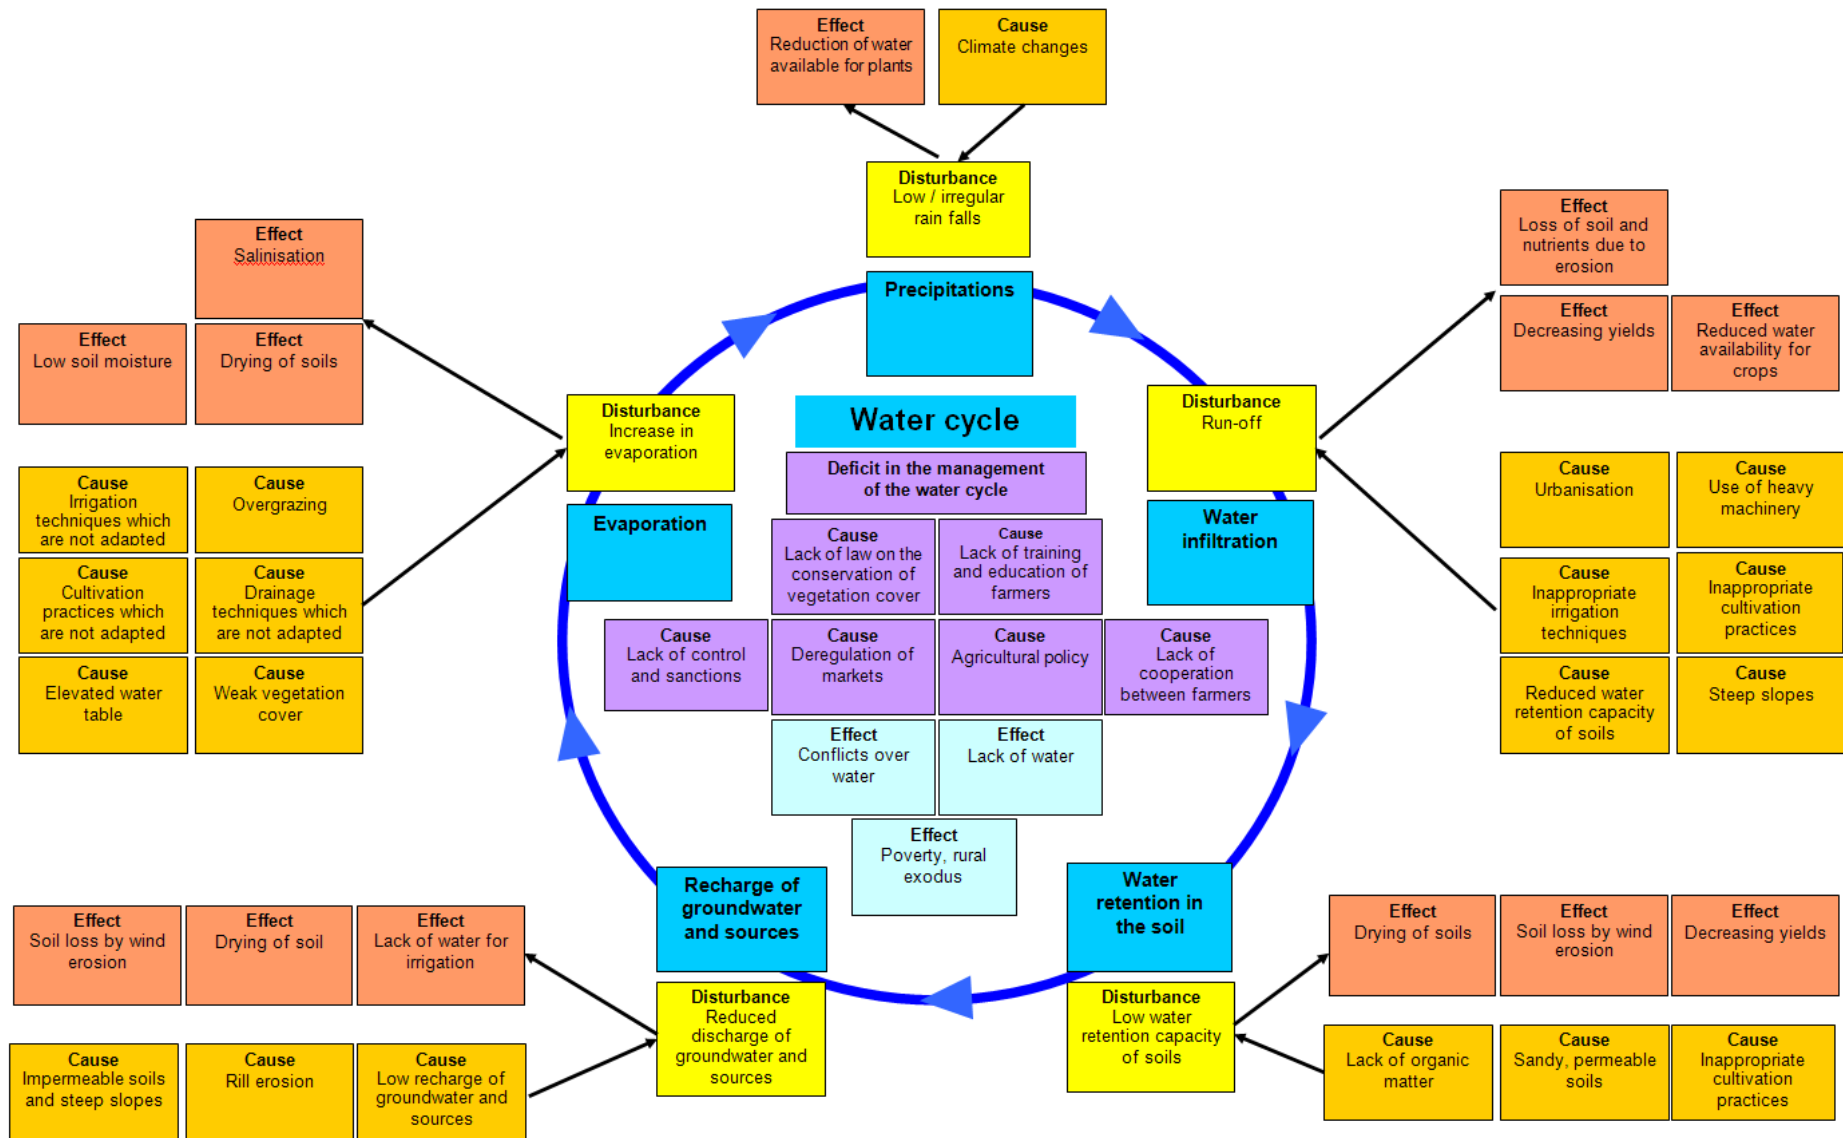 Effect
Reduction of water
available for plants
Cause
Climate changes
Disturbance
Low / irregular
rain falls
Effect
Salinisation
Effect
Low soil moisture
Effect
Drying of soils
Disturbance
Increase in
evaporation
Cause
Irrigation
techniques which
are not adapted
Cause
Overgrazing
Cause
Cultivation
practices which
are not adapted
Cause
Drainage
techniques which
are not adapted
Cause
Elevated water
table
Cause
Weak vegetation
cover
Evaporation
Precipitations
Water cycle
Deficit in the management
of the water cycle
Cause
Lack of law on the
conservation of
vegetation cover
Cause
Lack of training
and education of
farmers
Cause
Lack of control
and sanctions
Cause
Deregulation of
markets
Cause
Agricultural policy
Cause
Lack of
cooperation
between farmers
Effect
Conflicts over
water
Effect
Lack of water
Effect
Poverty, rural
exodus
Effect
Loss of soil and
nutrients due to
erosion
Effect
Decreasing yields
Effect
Reduced water
availability for
crops
Disturbance
Run-off
Water
infiltration
Cause
Urbanisation
Cause
Use of heavy
machinery
Cause
Inappropriate
irrigation
techniques
Cause
Inappropriate
cultivation
practices
Cause
Reduced water
retention capacity
of soils
Cause
Steep slopes
Recharge of
groundwater
and sources
Disturbance
Reduced
discharge of
groundwater and
sources
Effect
Soil loss by wind
erosion
Effect
Drying of soil
Effect
Lack of water for
irrigation
Cause
Impermeable soils
and steep slopes
Cause
Rill erosion
Cause
Low recharge of
groundwater and
sources
Water
retention in
the soil
Disturbance
Low water
retention capacity
of soils
Effect
Drying of soils
Effect
Soil loss by wind
erosion
Effect
Decreasing yields
Cause
Lack of organic
matter
Cause
Sandy, permeable
soils
Cause
Inappropriate
cultivation
practices